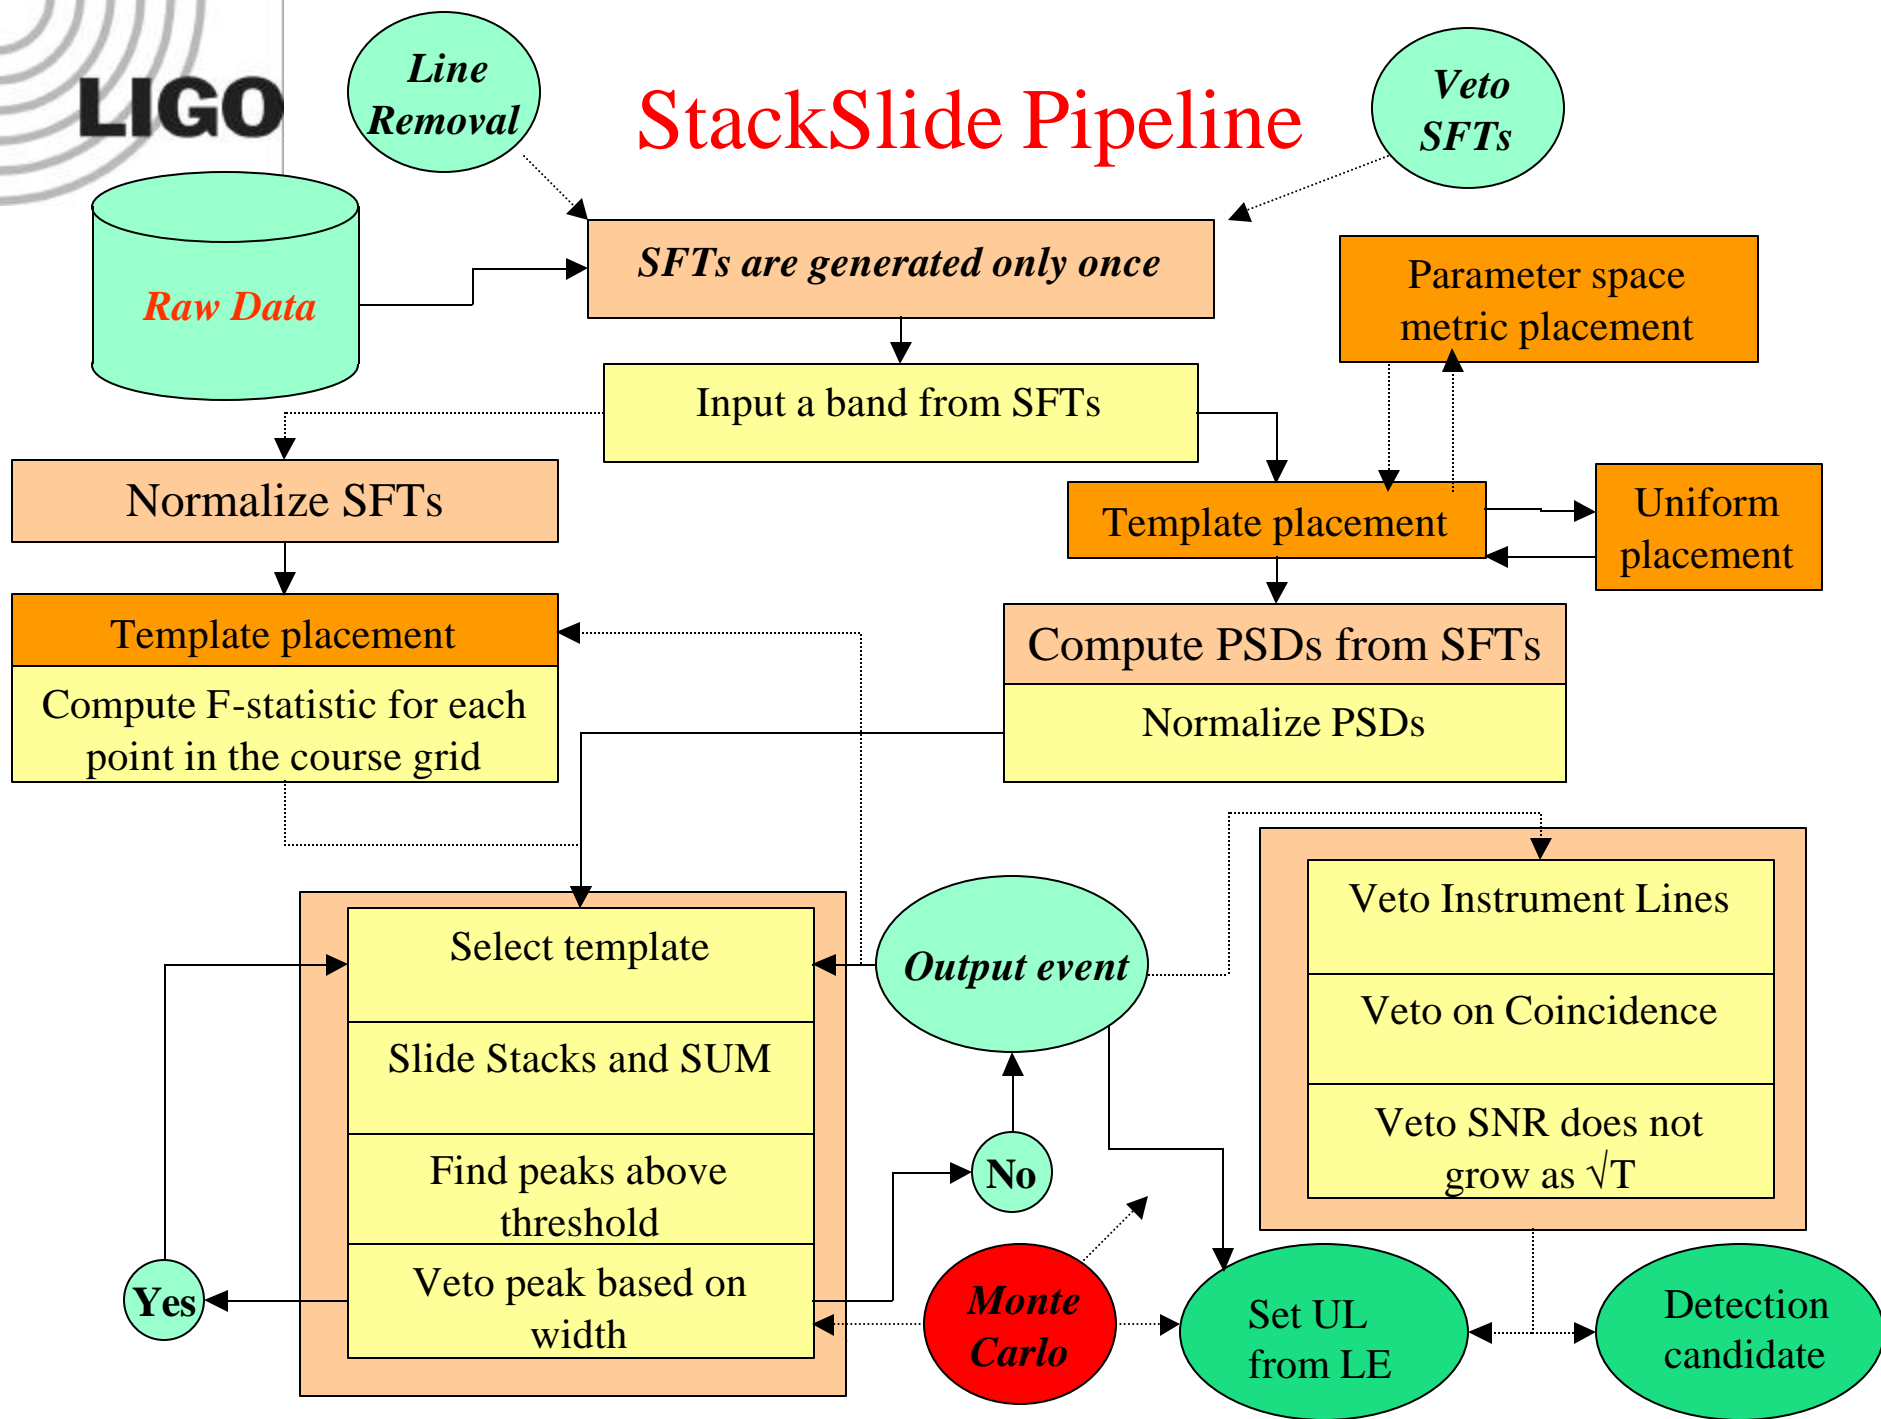 LIGO
Line
Removal
StackSlide Pipeline
Veto
SFTs
Raw Data
SFTs are generated only once
Parameter space
metric placement
Input a band from SFTs
Normalize SFTs
Template placement
Uniform
placement
Template placement
Compute F-statistic for each
point in the course grid
Compute PSDs from SFTs
Normalize PSDs
Select template
Slide Stacks and SUM
Find peaks above
threshold
Veto peak based on
width
Yes
No
Output event
Veto Instrument Lines
Veto on Coincidence
Veto SNR does not
grow as √T
Monte
Carlo
Set UL
from LE
Detection
candidate